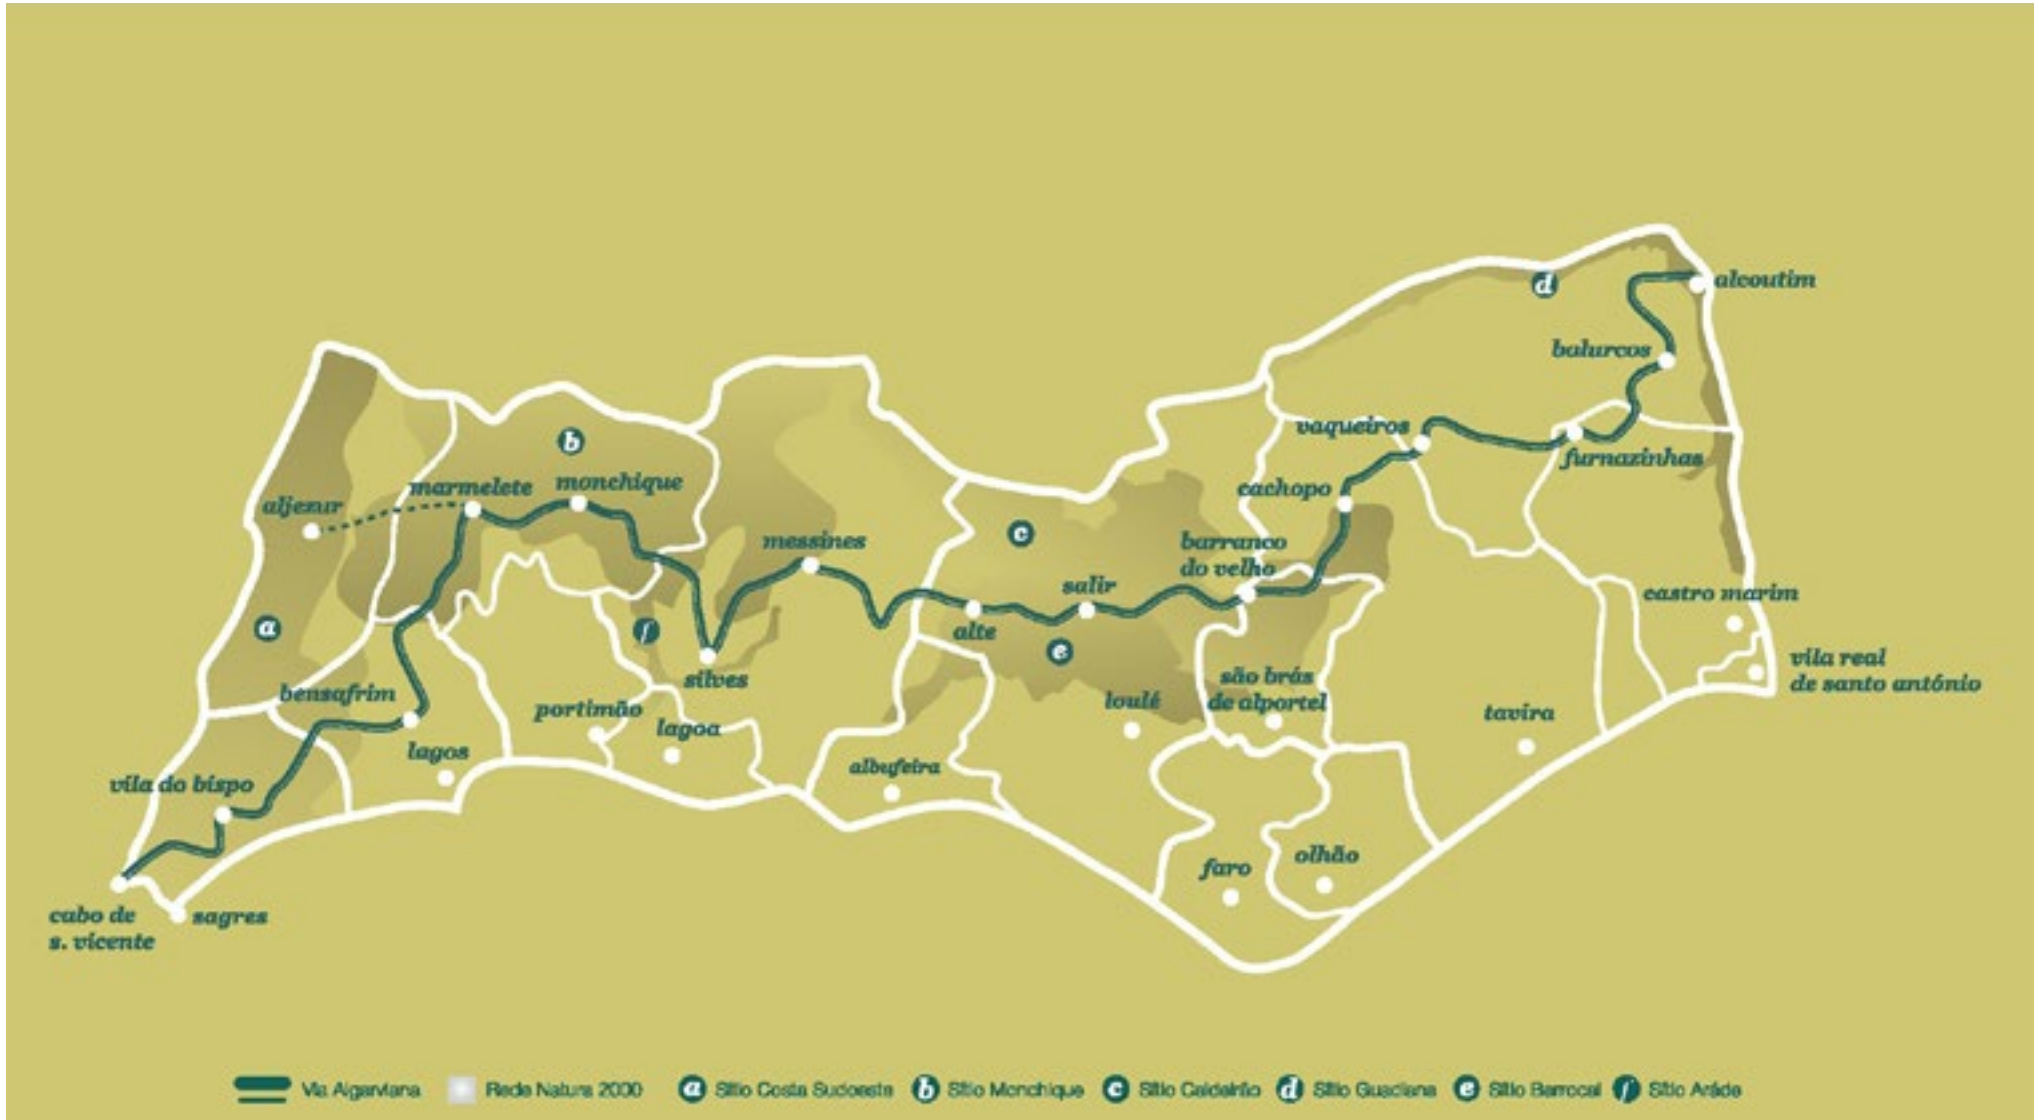 alcoutim
d
balurcos
vaqueiros
furnazinhas
b
marmelete
monchique
cachopo
aljezur
messines
c
barranco
do velho
salir
castro marim
a
f
alte
e
silves
vila real
de santo antónio
bensafrim
são brás
de alportel
portimão
loulé
lagoa
tavira
lagos
albufeira
vila do bispo
faro
olhão
cabo de
s. vicente
sagres
Via Algarviana Rede Natura 2000 a Sítio Costa Sudoeste b Sítio Monchique c Sítio Caldeirão d Sítio Guadiana e Sítio Barrocal f Sítio Arade